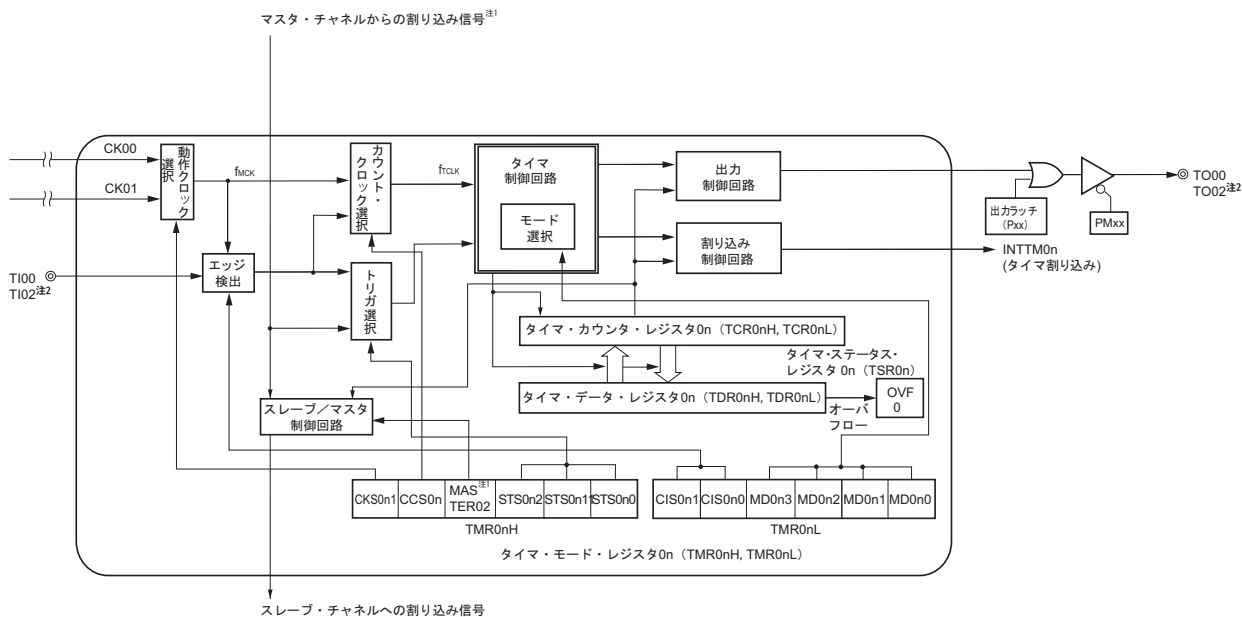 マスタ・チャネルからの割り込み信号注1
CK00
CK01
動作クロック
選択
fMCK
カウント・
クロック選択
fTCLK
タイマ
制御回路
モード
選択
出力
制御回路
割り込み
制御回路
出力ラッチ
(Pxx)
PMxx
TO00
TO02注2
INTTM0n
(タイマ割り込み)
TI00
TI02注2
エッジ
検出
トリガ
選択
タイマ・カウンタ・レジスタ0n (TCR0nH, TCR0nL)
タイマ・ステータス・
レジスタ 0n (TSR0n)
タイマ・データ・レジスタ0n (TDR0nH, TDR0nL)
オーバ
フロー
OVF
0
スレーブ/マスタ
制御回路
CKS0n1
CCS0n
MAS注1
TER02
STS0n2
STS0n1
STS0n0
CIS0n1
CIS0n0
MD0n3
MD0n2
MD0n1
MD0n0
TMR0nH
TMR0nL
タイマ・モード・レジスタ0n (TMR0nH, TMR0nL)
スレーブ・チャネルへの割り込み信号